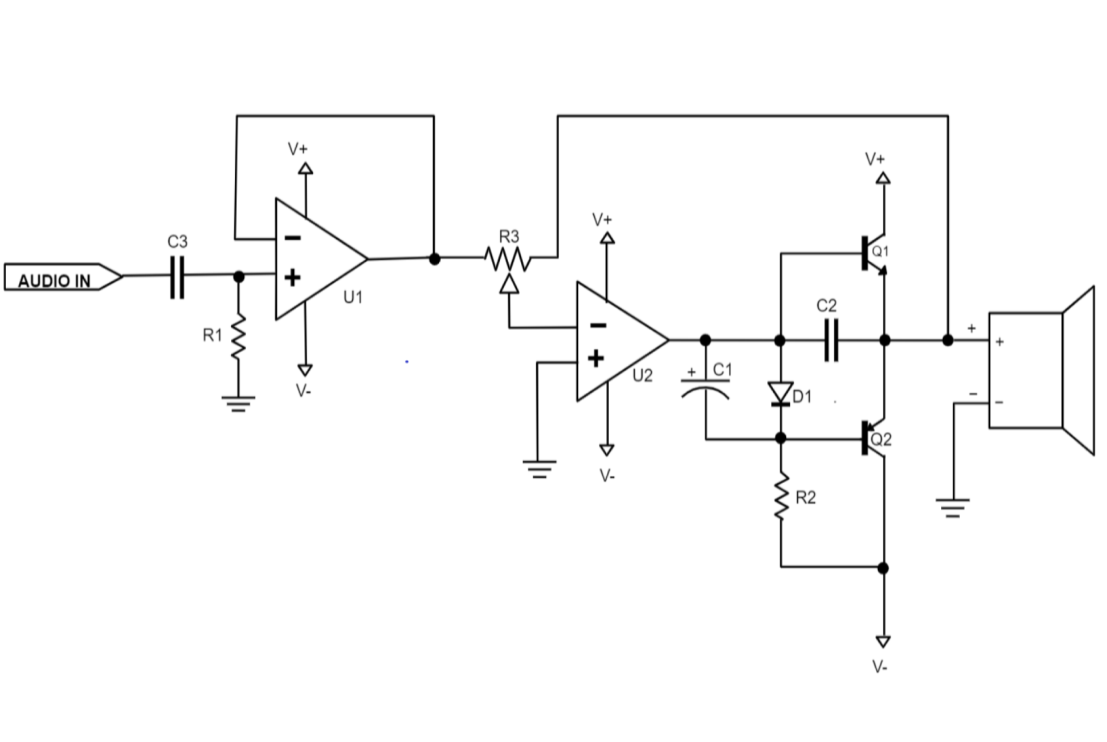 V+
V+
C3
AUDIO IN
−
+
U1
R1
V-
R3
V+
−
+
U2
V-
Q1
C2
+
C1
D1
Q2
R2
V-
+
+
−
−